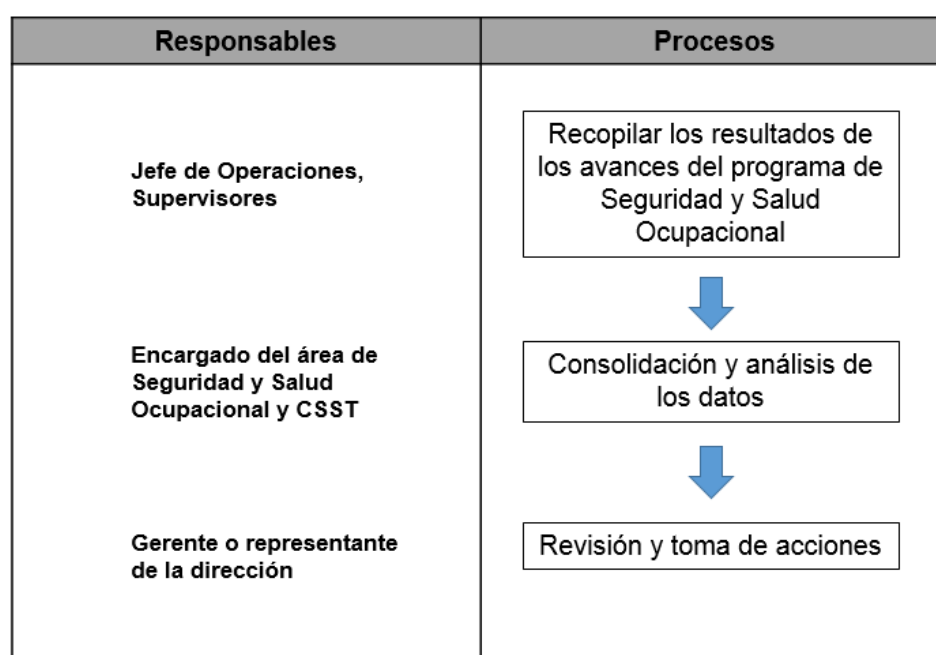 Responsables
Procesos
Jefe de Operaciones,
Supervisores
Recopilar los resultados de
los avances del programa de
Seguridad y Salud
Ocupacional
Encargado del área de
Seguridad y Salud
Ocupacional y CSST
Consolidación y análisis de
los datos
Gerente o representante
de la dirección
Revisión y toma de acciones